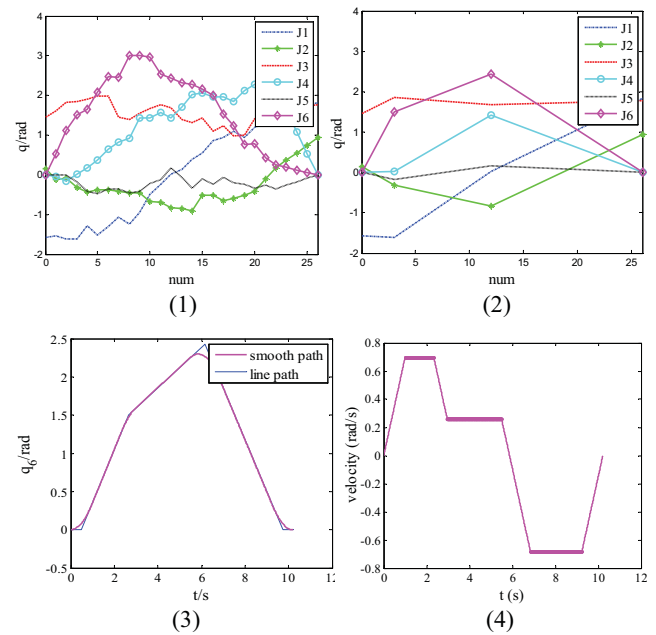 4
3
2
1
0
-1
-2
q/rad
0
5
10
15
20
25
num
J1
J2
J3
J4
J5
J6
(1)
4
3
2
1
0
-1
-2
q/rad
0
5
10
15
20
25
num
J1
J2
J3
J4
J5
J6
(2)
2.5
2
1.5
1
0.5
0
-0.5
q6/rad
0
2
4
6
8
10
12
t/s
smooth path
line path
(3)
0.8
0.6
0.4
0.2
0
-0.2
-0.4
-0.6
-0.8
velocity (rad/s)
0
2
4
6
8
10
12
t (s)
(4)